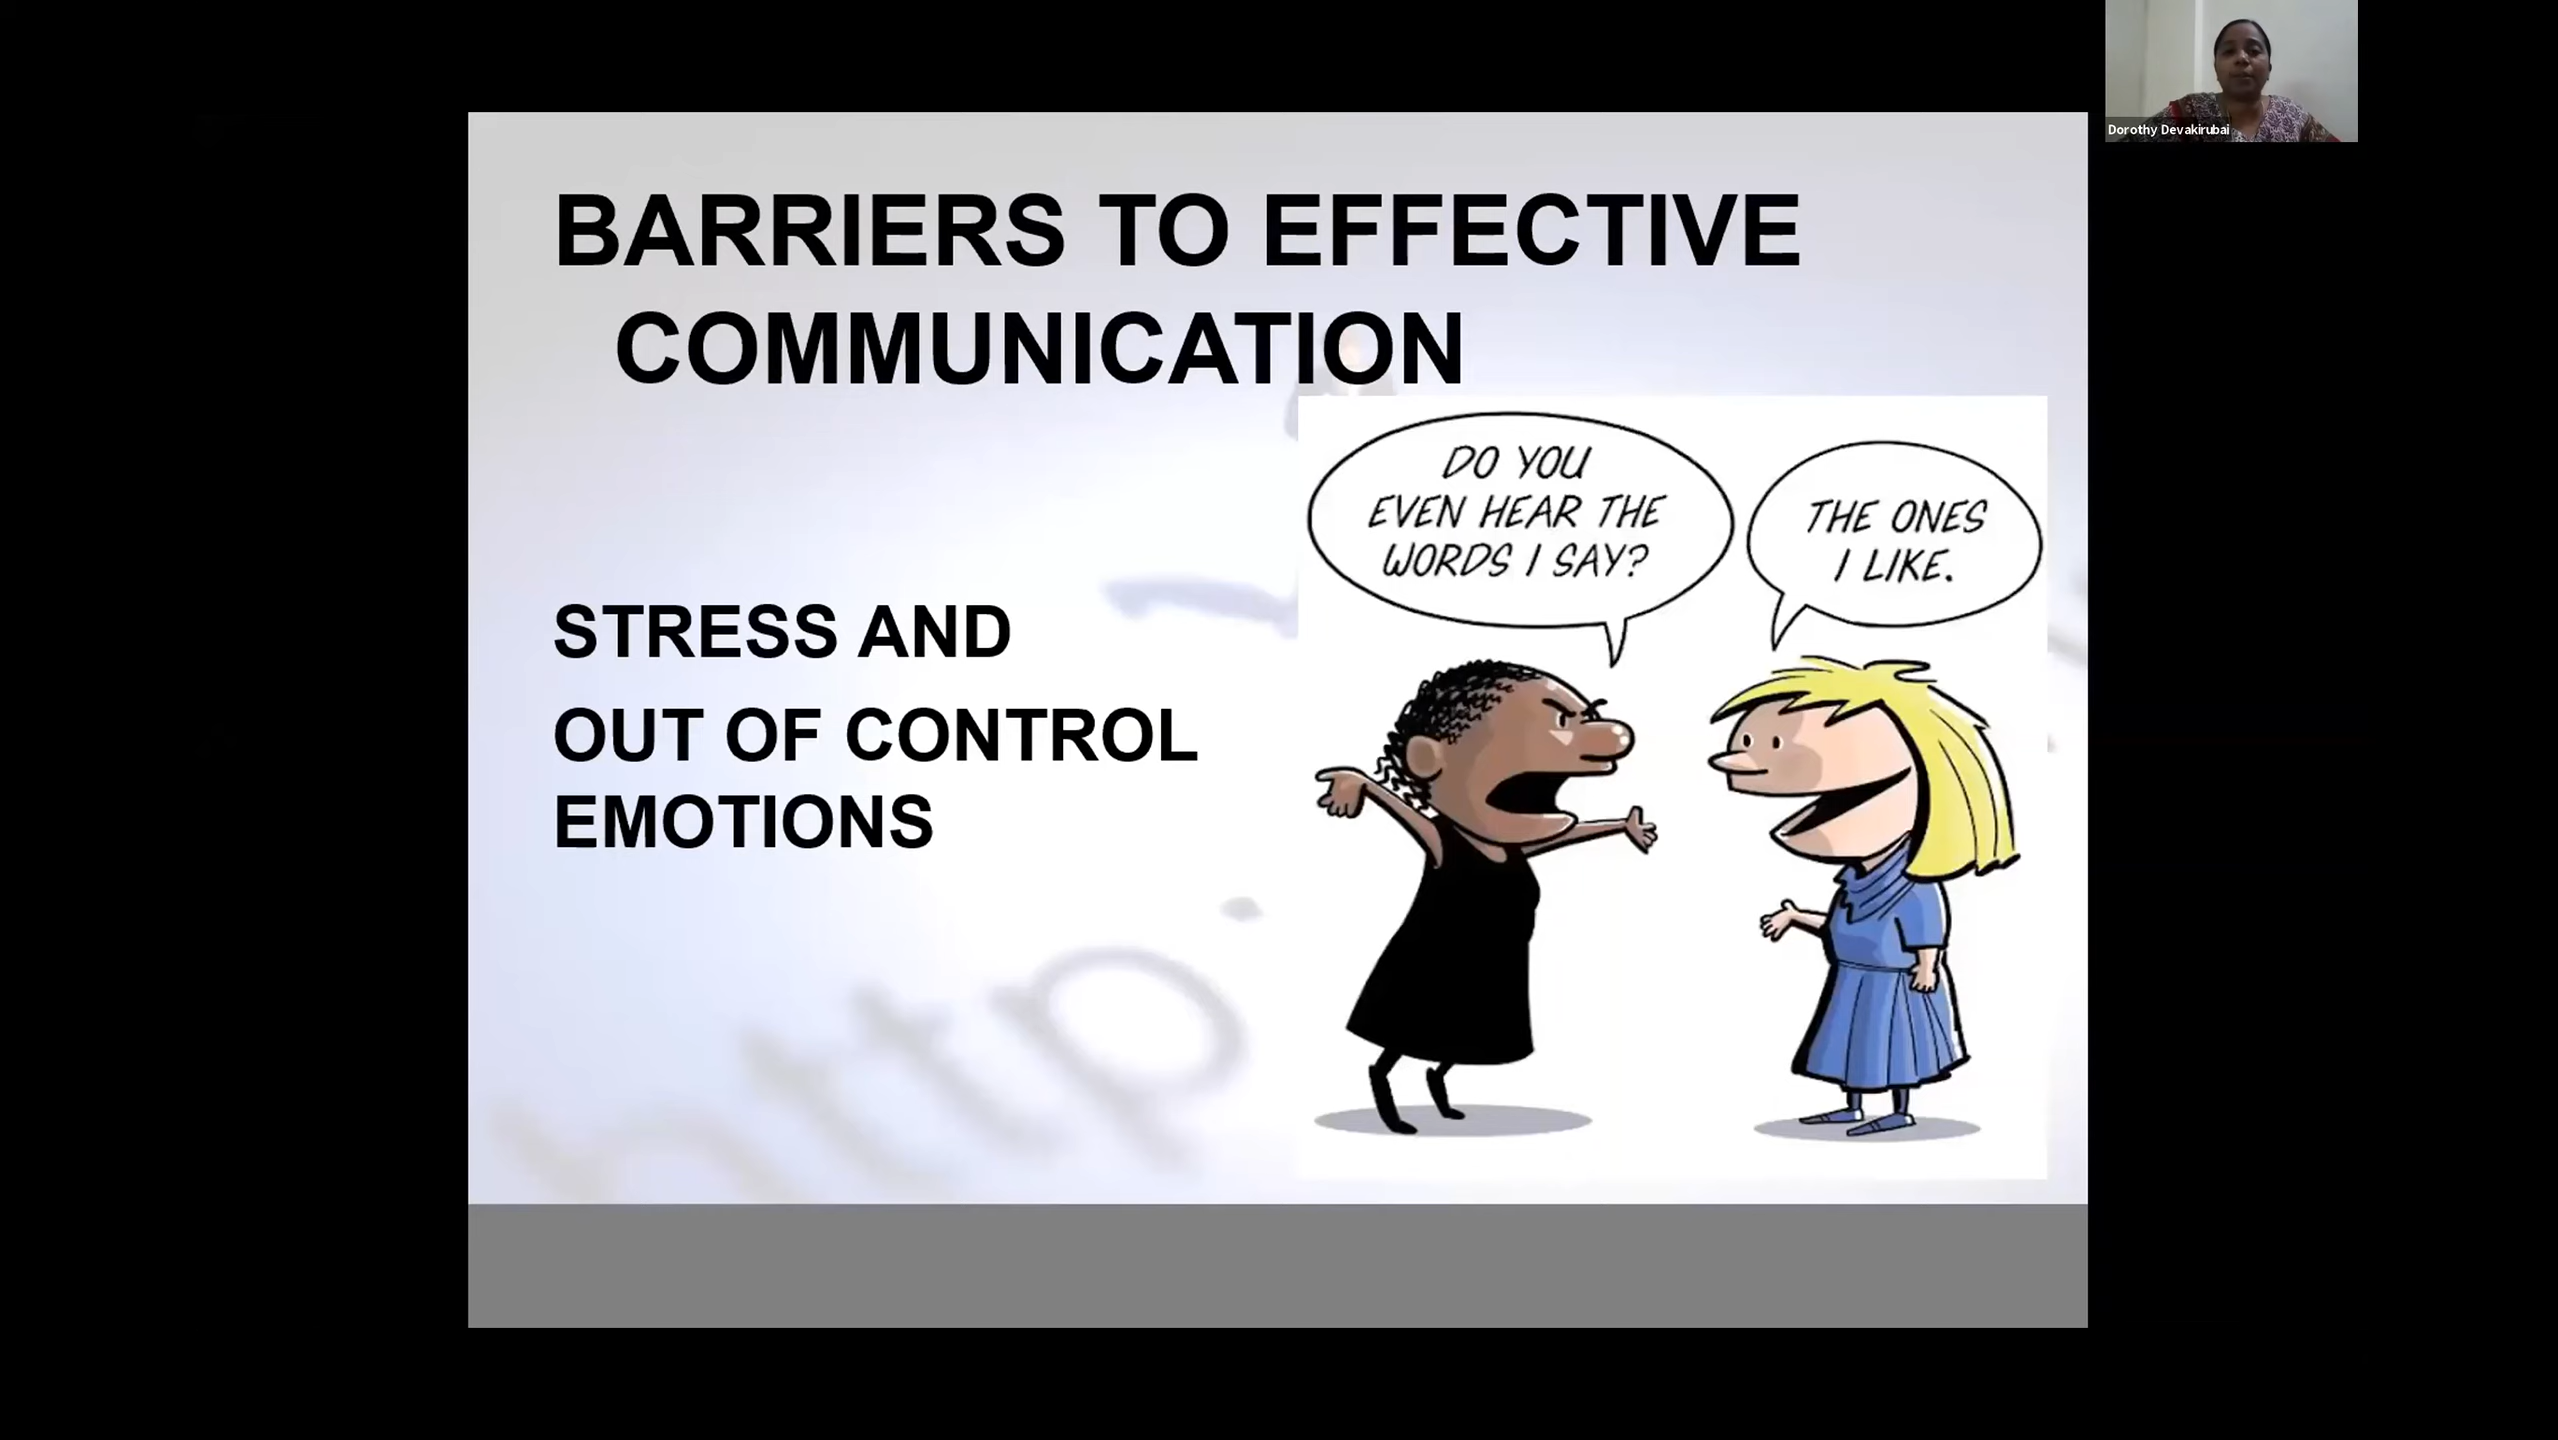 BARRIERS TO EFFECTIVE
COMMUNICATION
DO YOU
EVEN HEAR THE
WORDS I SAY?
THE ONES
I LIKE.
STRESS AND
OUT OF CONTROL
EMOTIONS
http:
Dorothy Devakirubai